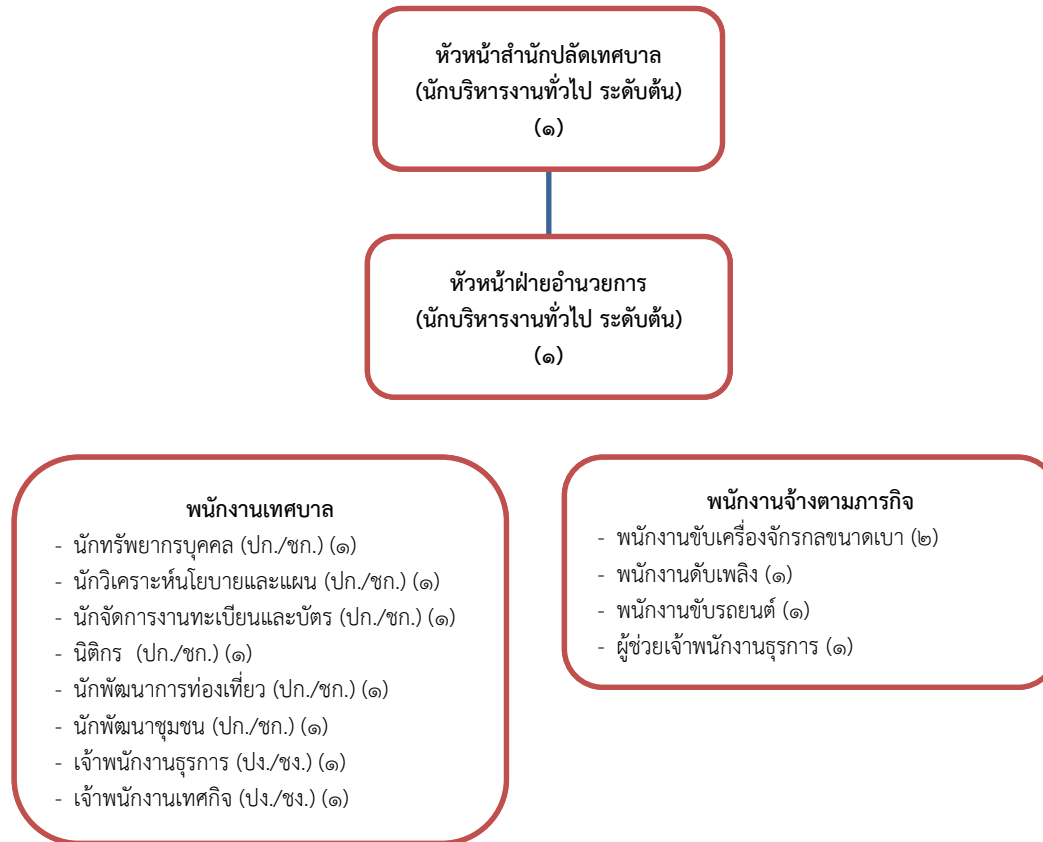 หัวหน้าสำนักปลัดเทศบาล
(นักบริหารงานทั่วไป ระดับต้น)
(๑)
หัวหน้าฝ่ายอำนวยการ
(นักบริหารงานทั่วไป ระดับต้น)
(๑)
พนักงานเทศบาล
- นักทรัพยากรบุคคล (ปก./ชก.) (๑)
- นักวิเคราะห์นโยบายและแผน (ปก./ชก.) (๑)
- นักจัดการงานทะเบียนและบัตร (ปก./ชก.) (๑)
- นิติกร (ปก./ชก.) (๑)
- นักพัฒนาการท่องเที่ยว (ปก./ชก.) (๑)
- นักพัฒนาชุมชน (ปก./ชก.) (๑)
- เจ้าพนักงานธุรการ (ปง./ชง.) (๑)
- เจ้าพนักงานเทศกิจ (ปง./ชง.) (๑)
พนักงานจ้างตามภารกิจ
- พนักงานขับเครื่องจักรกลขนาดเบา (๒)
- พนักงานดับเพลิง (๑)
- พนักงานขับรถยนต์ (๑)
- ผู้ช่วยเจ้าพนักงานธุรการ (๑)